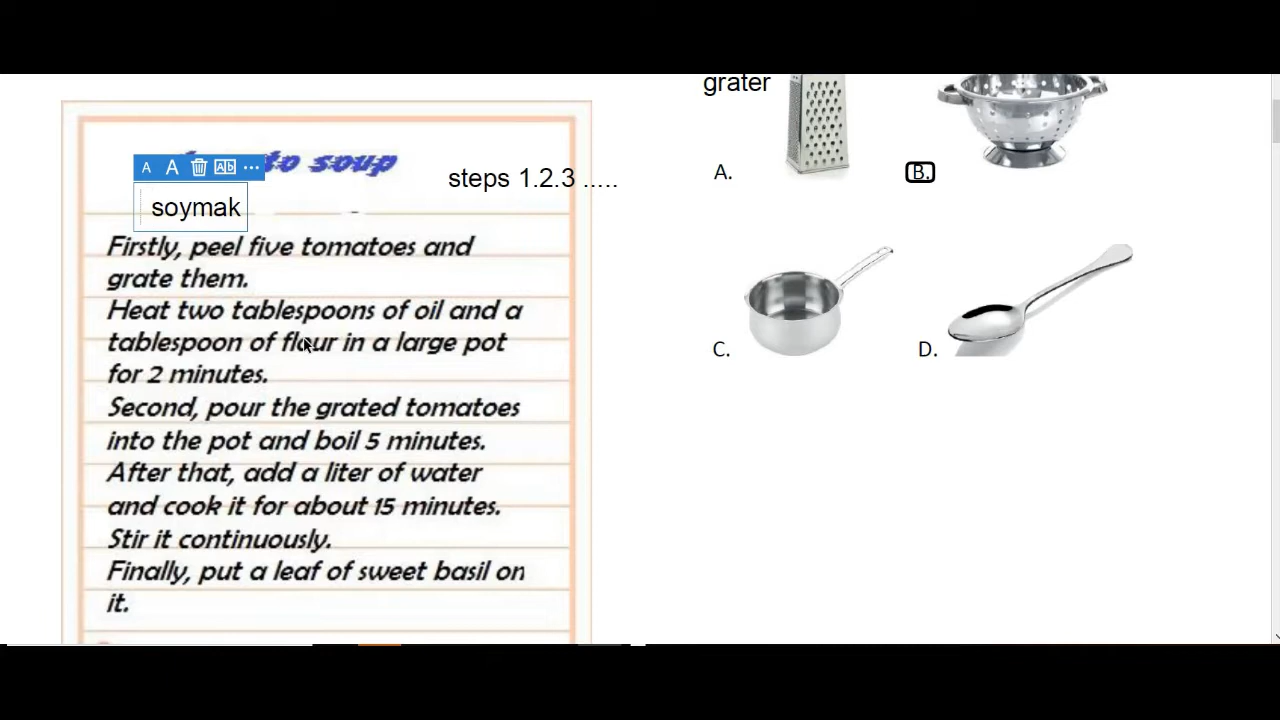 to soup
steps 1.2.3 .....
soymak
Firstly, peel five tomatoes and
grate them.
Heat two tablespoons of oil and a
tablespoon of flour in a large pot
for 2 minutes.
Second, pour the grated tomatoes
into the pot and boil 5 minutes.
After that, add a liter of water
and cook it for about 15 minutes.
Stir it continuously.
Finally, put a leaf of sweet basil on
it.
grater
A.
B.
C.
D.